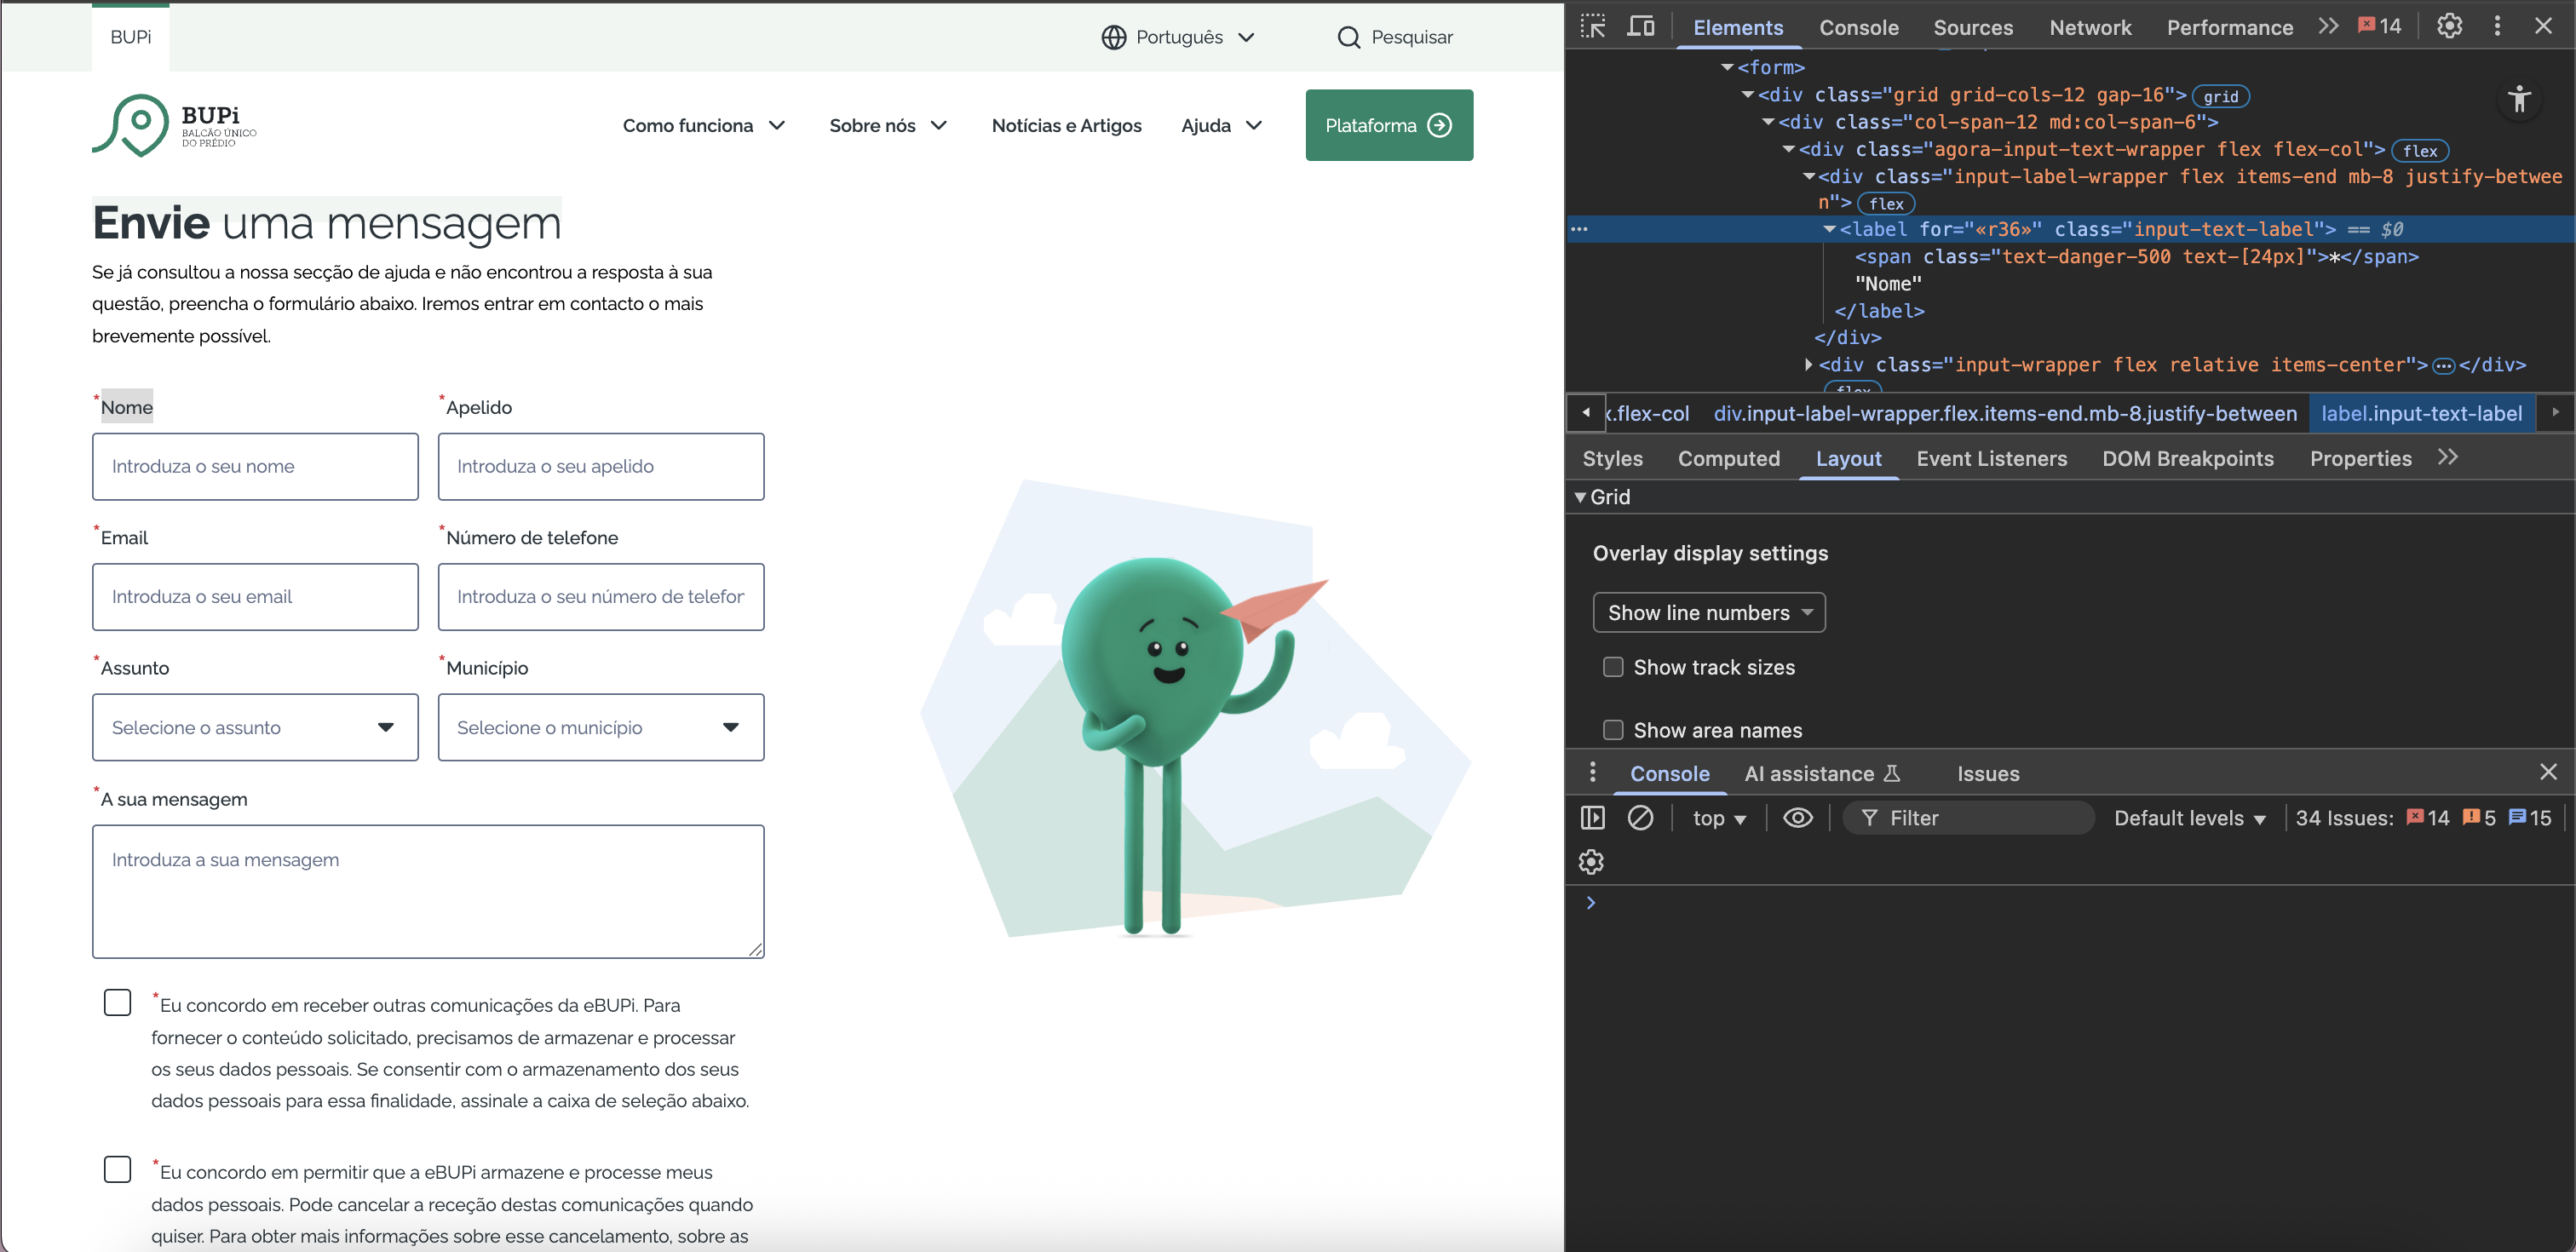 BUPi
Português
Pesquisar
BUPi
BALCÃO ÚNICO
DO PRÉDIO
Como funciona
Sobre nós
Notícias e Artigos
Ajuda
Plataforma
Envie uma mensagem
Se já consultou a nossa secção de ajuda e não encontrou a resposta à sua
questão, preencha o formulário abaixo. Iremos entrar em contacto o mais
brevemente possível.
*Nome
*Apelido
Introduza o seu nome
Introduza o seu apelido
*Email
*Número de telefone
Introduza o seu email
Introduza o seu número de telefor
*Assunto
*Município
Selecione o assunto
Selecione o município
*A sua mensagem
Introduza a sua mensagem
*Eu concordo em receber outras comunicações da eBUPi. Para
fornecer o conteúdo solicitado, precisamos de armazenar e processar
os seus dados pessoais. Se consentir com o armazenamento dos seus
dados pessoais para essa finalidade, assinale a caixa de seleção abaixo.
*Eu concordo em permitir que a eBUPi armazene e processe meus
dados pessoais. Pode cancelar a receção destas comunicações quando
quiser. Para obter mais informações sobre esse cancelamento, sobre as
Elements
Console
Sources
Network
Performance
14
<form>
<div class="grid grid-cols-12 gap-16"> grid
<div class="col-span-12 md:col-span-6">
<div class="agora-input-text-wrapper flex flex-col"> flex
<div class="input-label-wrapper flex items-end mb-8 justify-betwee
n"> flex
<label for="«r36»" class="input-text-label"> == $0
<span class="text-danger-500 text-[24px]">*</span>
"Nome"
</label>
</div>
<div class="input-wrapper flex relative items-center">…</div>
flex
x.flex-col
div.input-label-wrapper.flex.items-end.mb-8.justify-between
label.input-text-label
Styles
Computed
Layout
Event Listeners
DOM Breakpoints
Properties
Grid
Overlay display settings
Show line numbers
Show track sizes
Show area names
Console
AI assistance
Issues
top
Filter
Default levels
34 Issues: 14 5 15